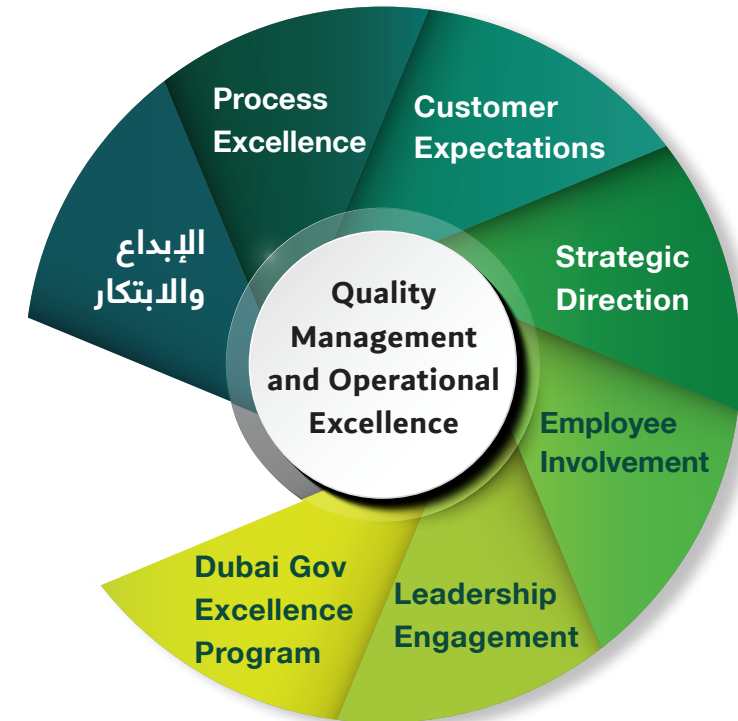 Process
Excellence
Customer
Expectations
الإبداع
والابتكار
Strategic
Direction
Quality
Management
and Operational
Excellence
Employee
Involvement
Dubai Gov
Excellence
Program
Leadership
Engagement